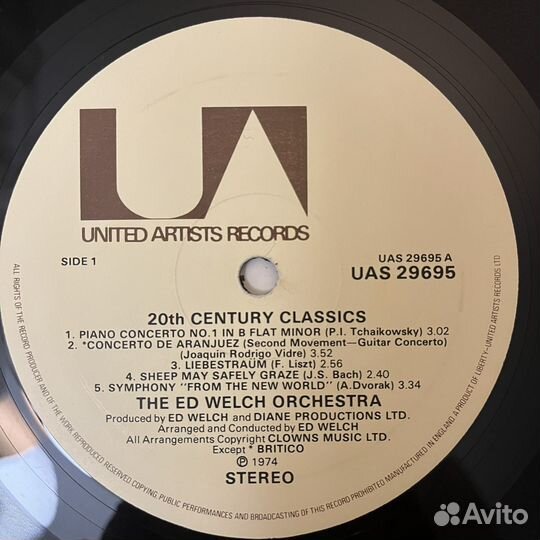 UA
UNITED ARTISTS RECORDS
SIDE 1
UAS 29695 A
UAS 29695
20th CENTURY CLASSICS
1. PIANO CONCERTO NO.1 IN B FLAT MINOR (P.I. Tchaikowsky) 3.02
2. *CONCERTO DE ARANJUEZ (Second Movement—Guitar Concerto)
(Joaquin Rodrigo Vidre) 3.52
3. LIEBESTRAÜM (F. Liszt) 2.56
4. SHEEP MAY SAFELY GRAZE (J.S. Bach) 4.40
5. SYMPHONY "FROM THE NEW WORLD" (A.Dvorak) 3.34
THE ED WELCH ORCHESTRA
Produced by ED WELCH and DIANE PRODUCTIONS LTD.
Arranged and Conducted by ED WELCH
All Arrangements Copyright CLOWNS MUSIC LTD.
Except * BRITICO
℗ 1974
STEREO
ALL RIGHTS OF THE RECORD PRODUCER AND OF THE OWNER OF THE WORK REPRODUCED RESERVED COPYING, PUBLIC PERFORMANCES AND BROADCASTING OF THIS RECORD PROHIBITED MANUFACTURED IN ENGLAND A PRODUCT OF LIBERTY-UNITED ARTISTS RECORDS LTD
Avito